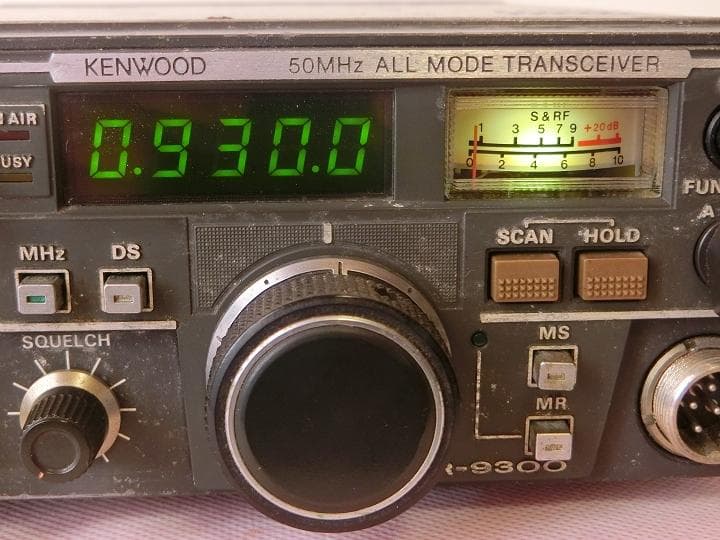 KENWOOD 50MHz ALL MODE TRANSCEIVER
AIR
USY
0.930.0
S & RF
1 3 5 7 9 +20dB
0 2 4 6 8 10
FUN
A
MHz DS
SCAN HOLD
SQUELCH
MS
MR
R-9300